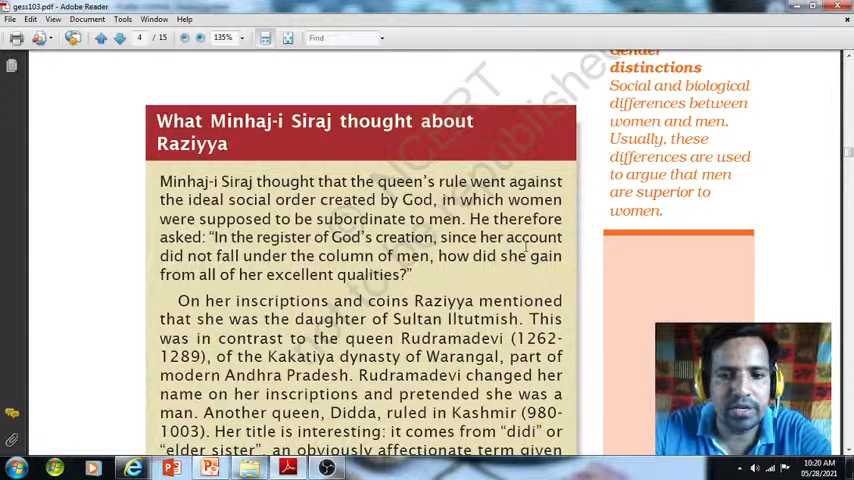 gess103.pdf - Adobe Reader
File Edit View Document Tools Window Help
4 / 15 135% Find
Gender
distinctions
Social and biological
differences between
women and men.
Usually, these
differences are used
to argue that men
are superior to
women.
What Minhaj-i Siraj thought about
Raziyya
Minhaj-i Siraj thought that the queen's rule went against
the ideal social order created by God, in which women
were supposed to be subordinate to men. He therefore
asked: “In the register of God's creation, since her account
did not fall under the column of men, how did she gain
from all of her excellent qualities?”
On her inscriptions and coins Raziyya mentioned
that she was the daughter of Sultan Iltutmish. This
was in contrast to the queen Rudramadevi (1262-
1289), of the Kakatiya dynasty of Warangal, part of
modern Andhra Pradesh. Rudramadevi changed her
name on her inscriptions and pretended she was a
man. Another queen, Didda, ruled in Kashmir (980-
1003). Her title is interesting: it comes from “didi” or
“elder sister”, an obviously affectionate term given
© NCERT
not to be republished
10:20 AM
05/28/2021